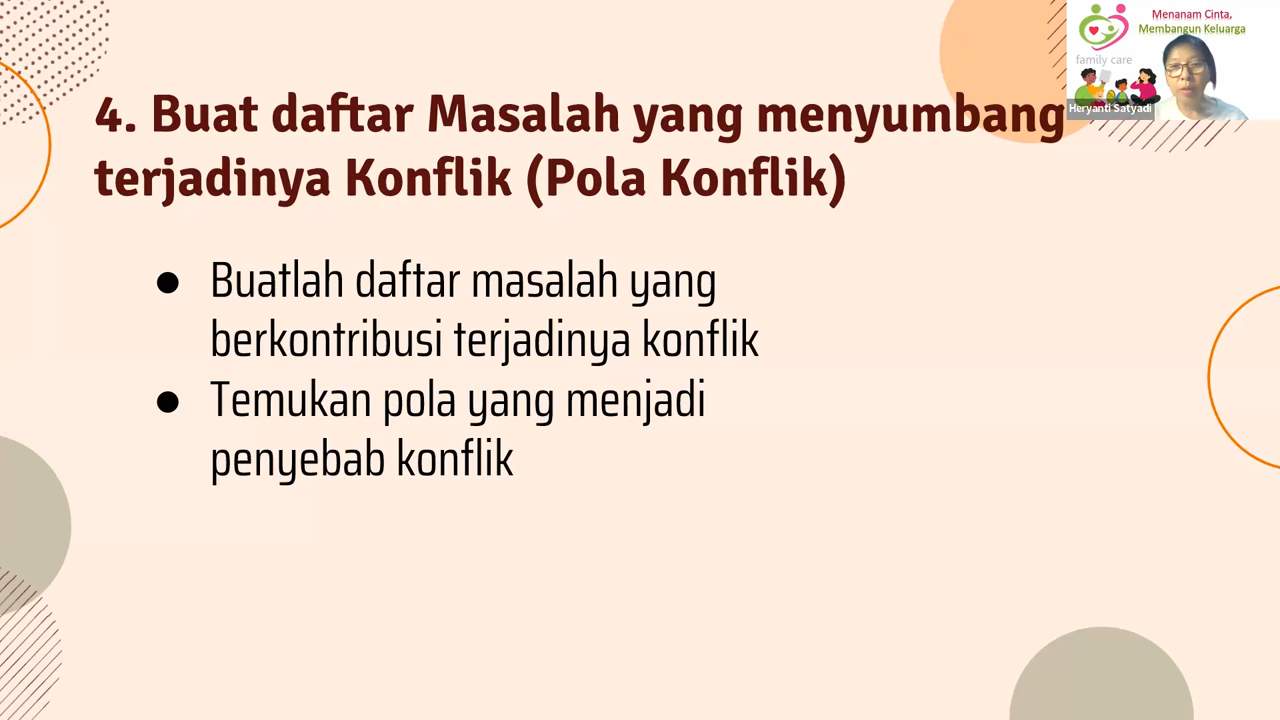 4. Buat daftar Masalah yang menyumbang
terjadinya Konflik (Pola Konflik)
● Buatlah daftar masalah yang
berkontribusi terjadinya konflik
● Temukan pola yang menjadi
penyebab konflik
Menanam Cinta,
Membangun Keluarga
family care
Heryanti Satyadi